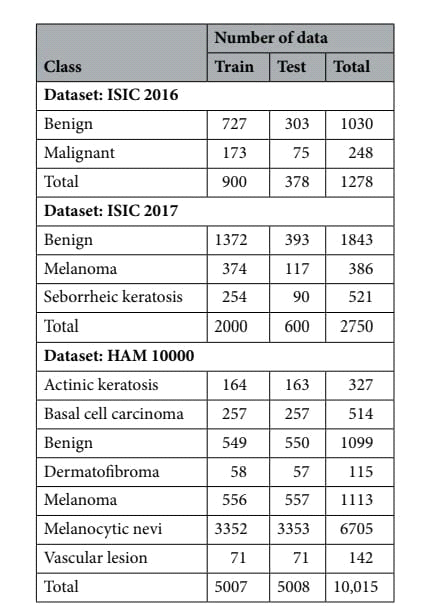 Number of data
Class Train Test Total
Dataset: ISIC 2016
Benign 727 303 1030
Malignant 173 75 248
Total 900 378 1278
Dataset: ISIC 2017
Benign 1372 393 1843
Melanoma 374 117 386
Seborrheic keratosis 254 90 521
Total 2000 600 2750
Dataset: HAM 10000
Actinic keratosis 164 163 327
Basal cell carcinoma 257 257 514
Benign 549 550 1099
Dermatofibroma 58 57 115
Melanoma 556 557 1113
Melanocytic nevi 3352 3353 6705
Vascular lesion 71 71 142
Total 5007 5008 10,015